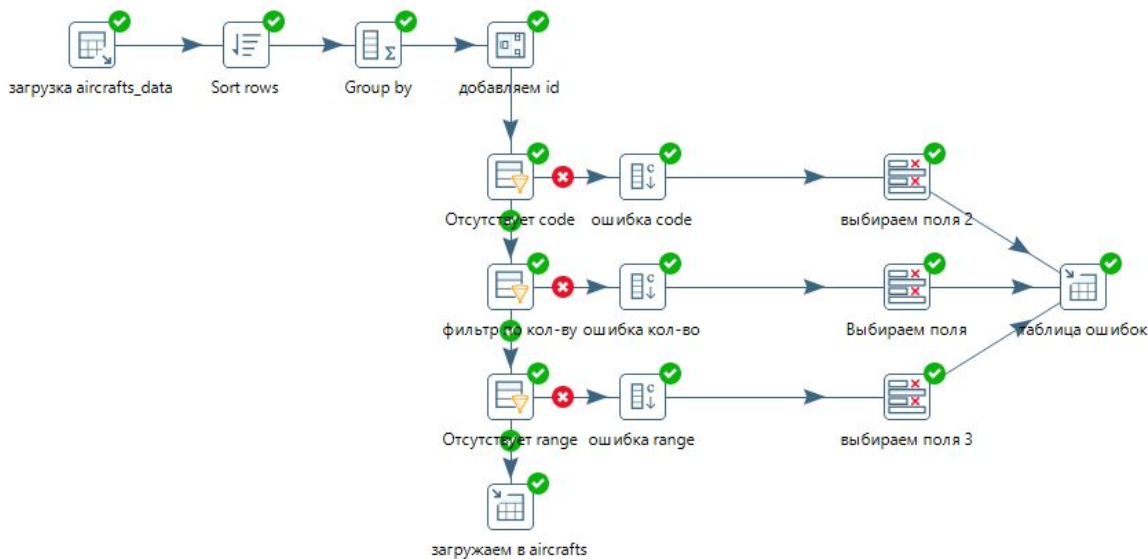 загрузка aircrafts_data
Sort rows
Group by
добавляем id
Отсутствует code
ошибка code
выбираем поля 2
фильтр по кол-ву
ошибка кол-во
Выбираем поля
таблица ошибок
Отсутствует range
ошибка range
выбираем поля 3
загружаем в aircrafts